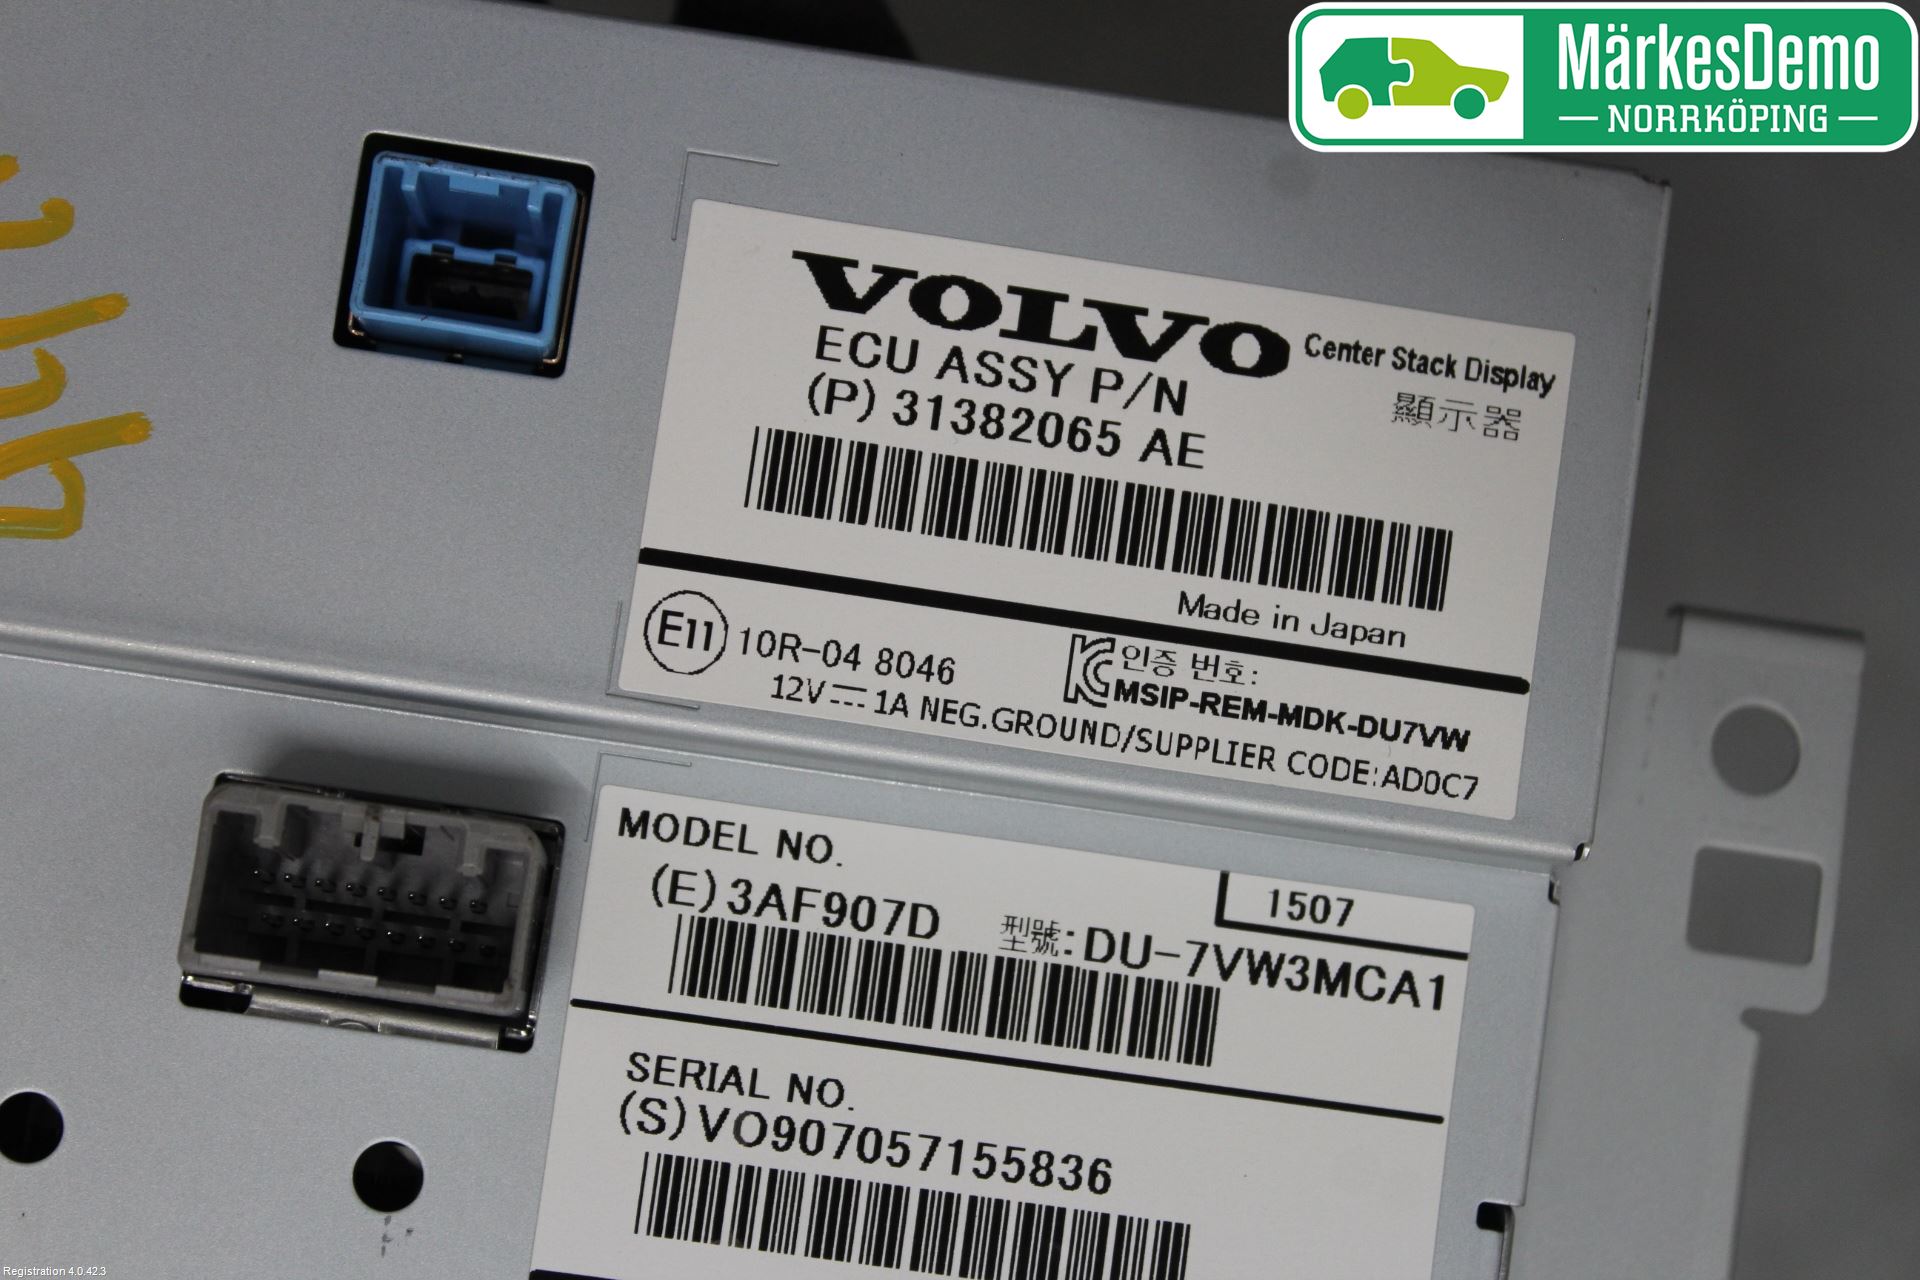 MärkesDemo
NORRKÖPING
VOLVO Center Stack Display
ECU ASSY P/N
顯示器
(P) 31382065 AE
Made in Japan
E11 10R-04 8046
인증 번호:
MSIP-REM-MDK-DU7VW
12V 1A NEG.GROUND/SUPPLIER CODE:AD0C7
MODEL NO.
1507
(E) 3AF907D 型號: DU-7VW3MCA1
SERIAL NO.
(S) VO907057155836
Registration 4.0.42.3